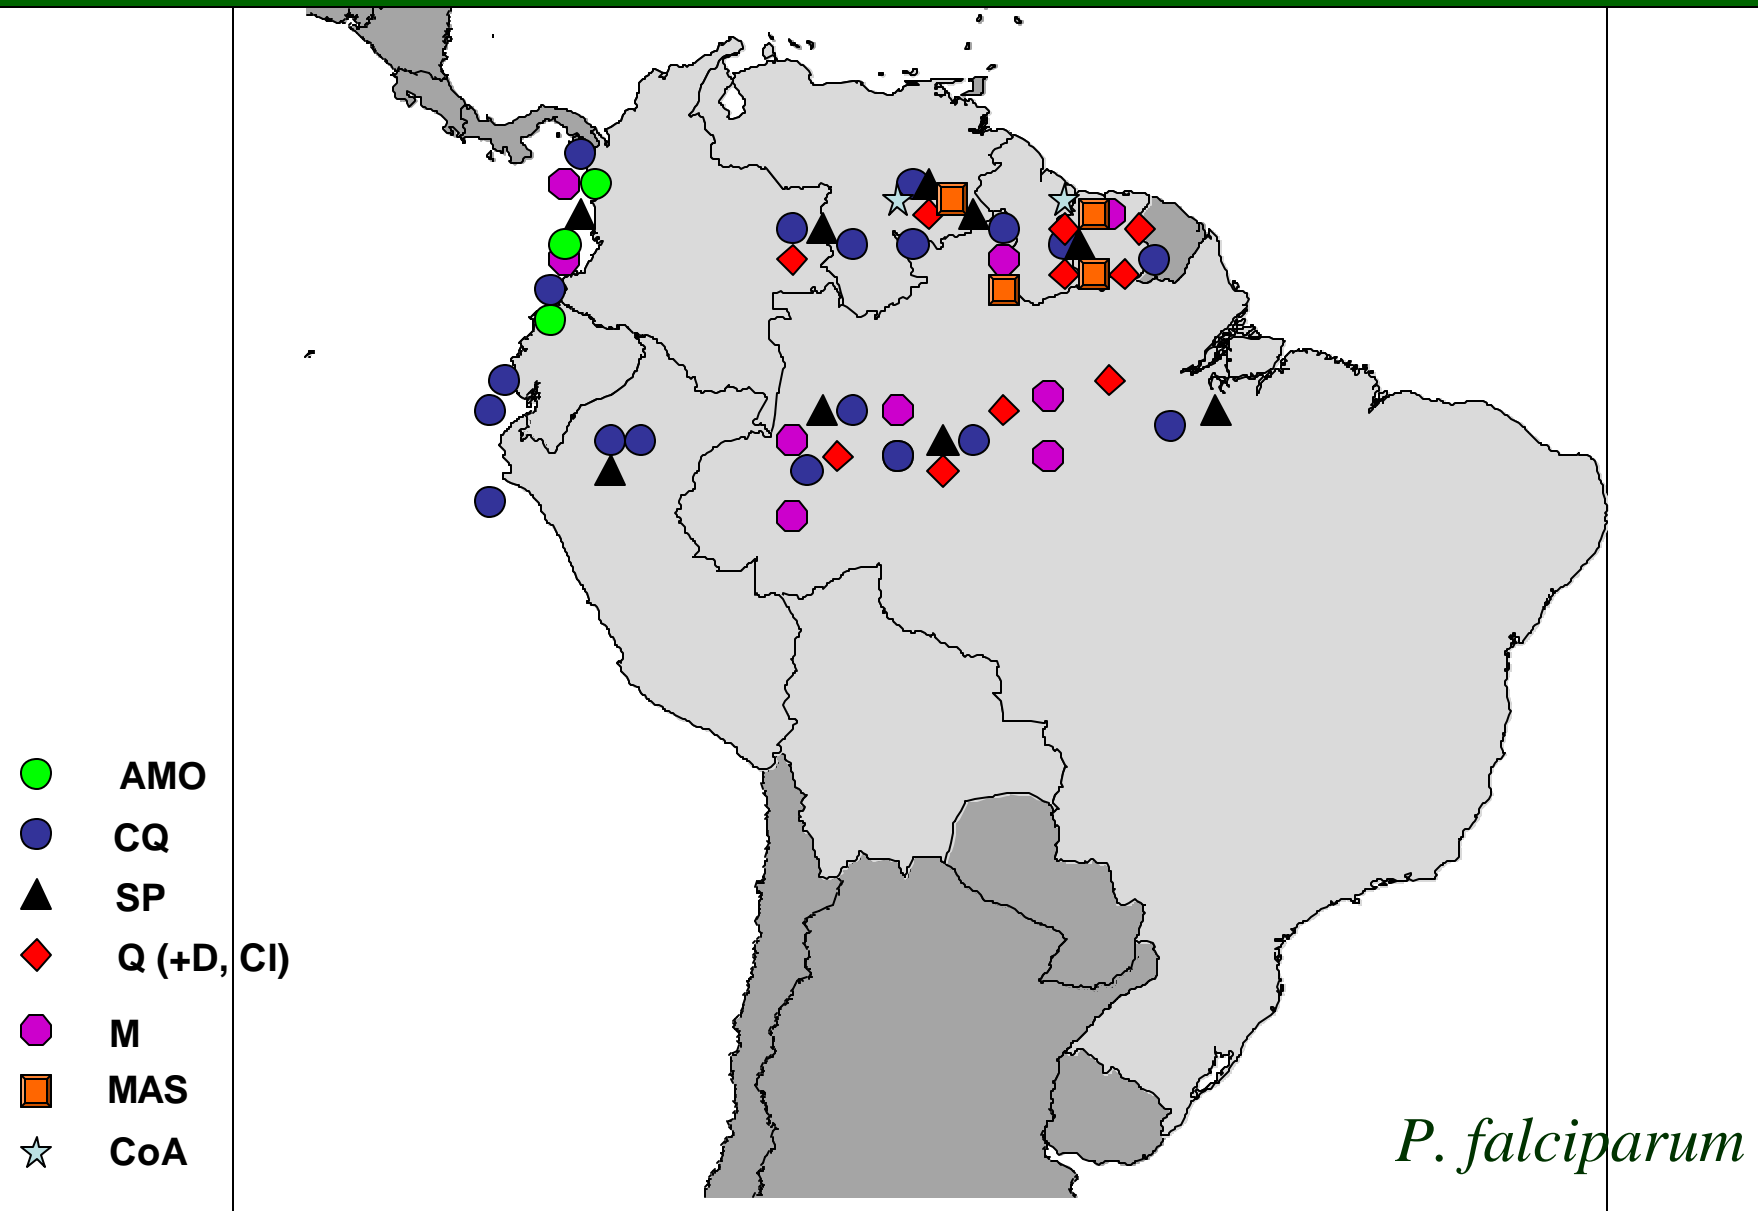 AMO
CQ
SP
Q (+D, Cl)
M
MAS
CoA
P. falciparum